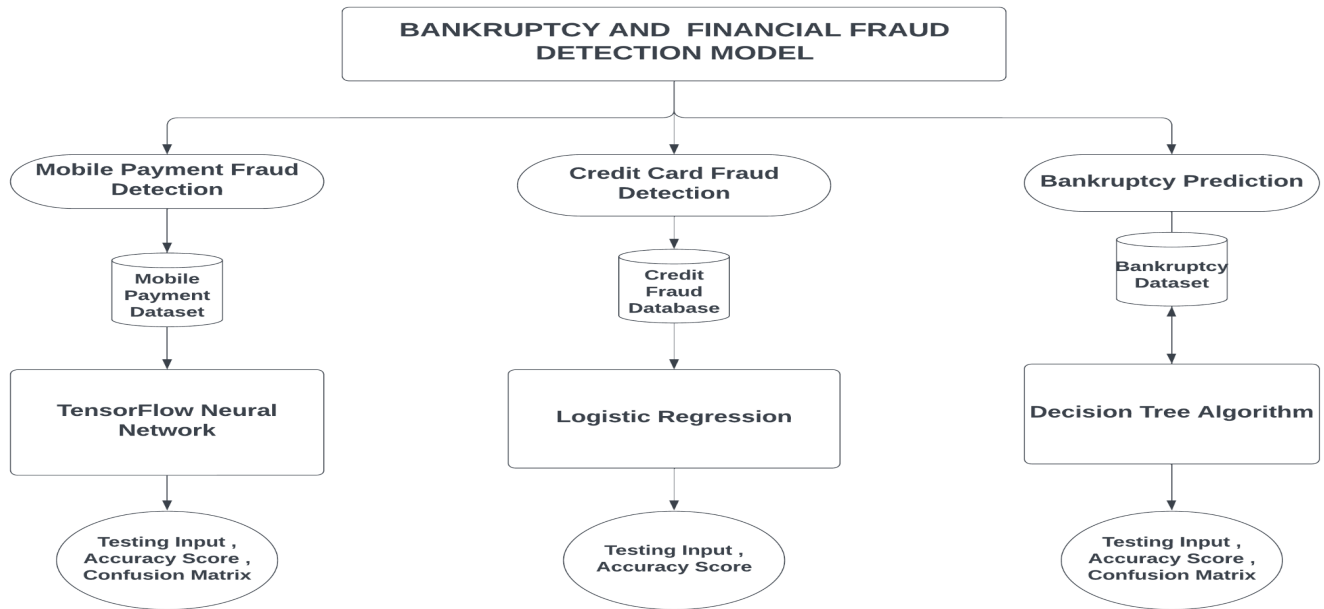 BANKRUPTCY AND FINANCIAL FRAUD
DETECTION MODEL
Mobile Payment Fraud
Detection
Credit Card Fraud
Detection
Bankruptcy Prediction
Mobile
Payment
Dataset
Credit
Fraud
Database
Bankruptcy
Dataset
TensorFlow Neural
Network
Logistic Regression
Decision Tree Algorithm
Testing Input ,
Accuracy Score ,
Confusion Matrix
Testing Input ,
Accuracy Score
Testing Input ,
Accuracy Score ,
Confusion Matrix